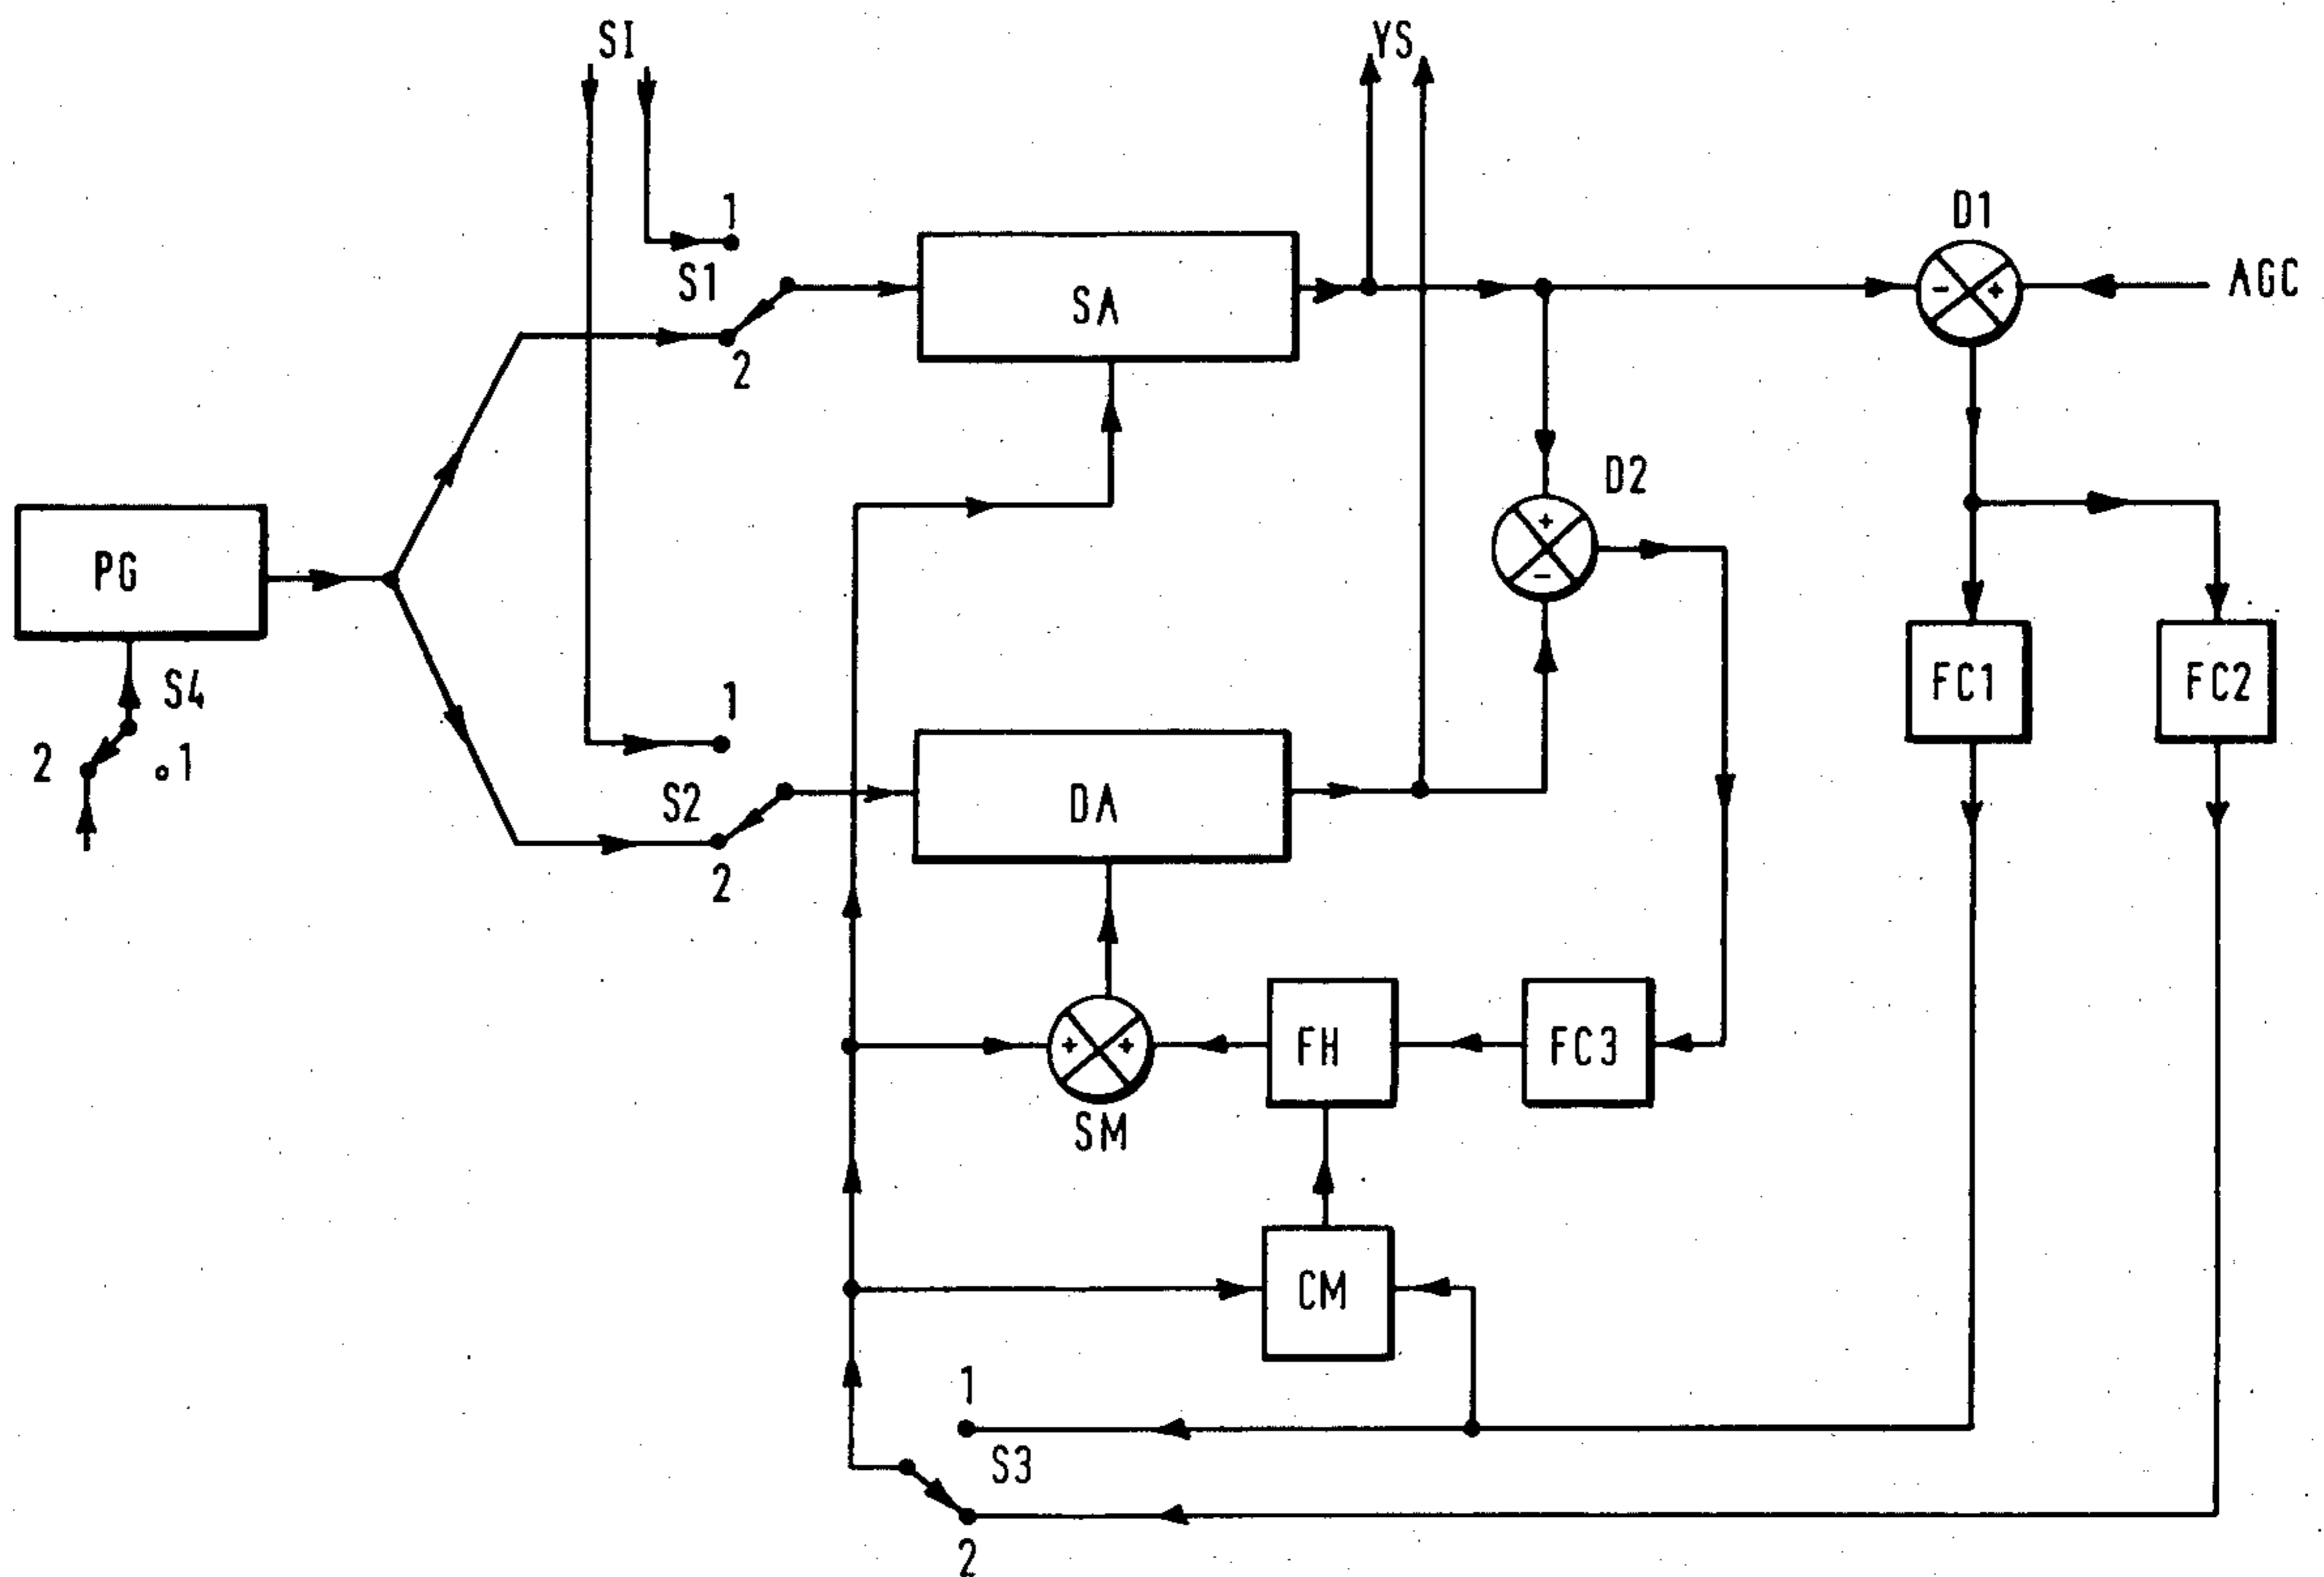 SI
YS
1
S1
2
SA
D1
- +
AGC
D2
+
-
PG
S4
2
1
1
S2
2
DA
FC1
FC2
+ +
SM
FH
FC3
CM
1
S3
2